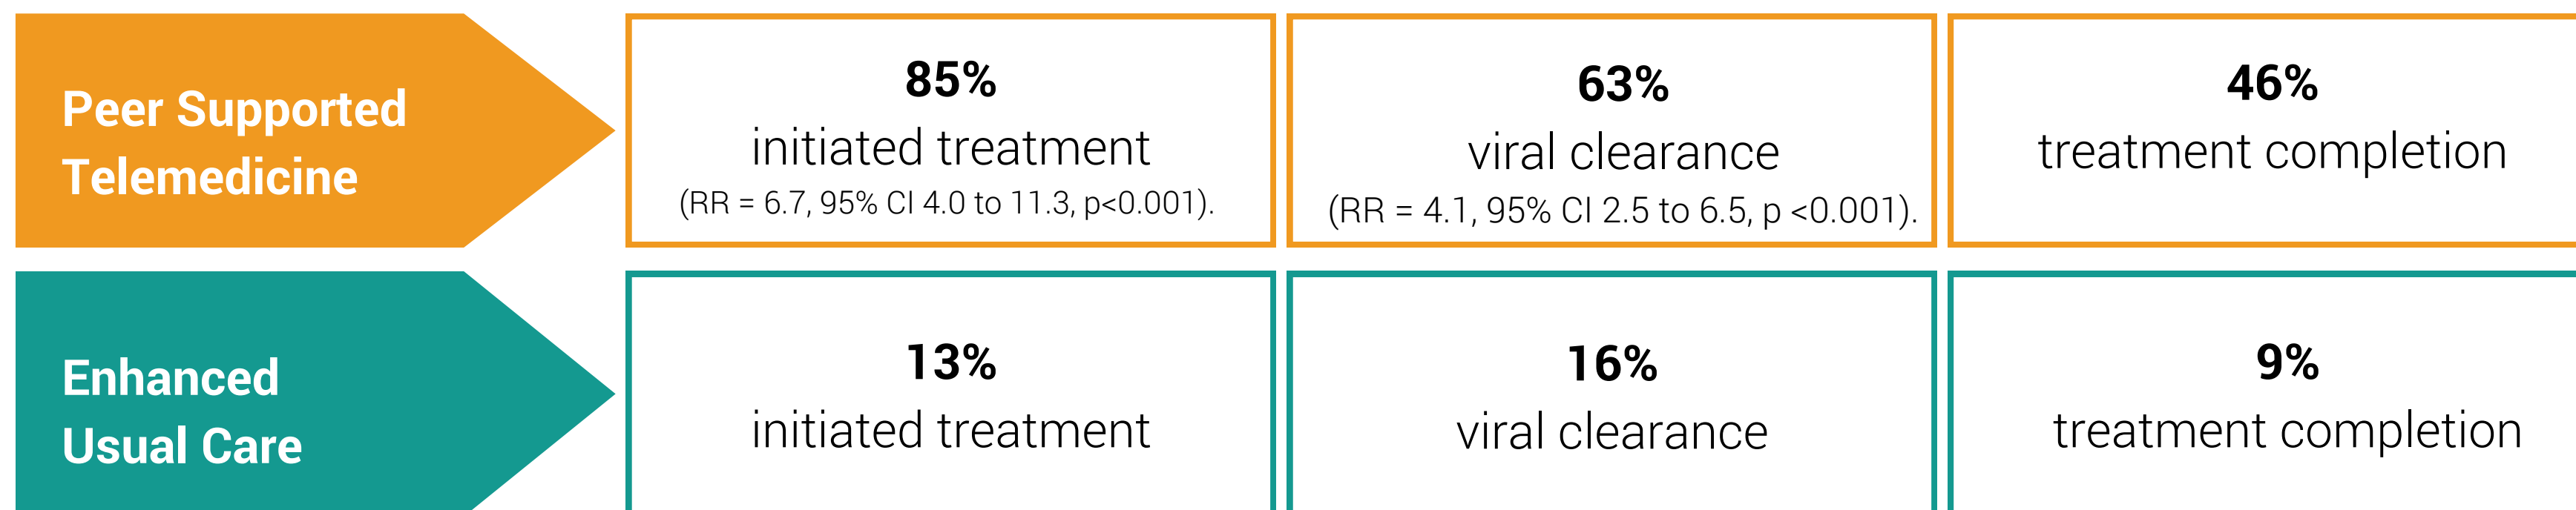 Peer Supported
Telemedicine
85%
initiated treatment
(RR = 6.7, 95% CI 4.0 to 11.3, p<0.001).
63%
viral clearance
(RR = 4.1, 95% CI 2.5 to 6.5, p <0.001).
46%
treatment completion
Enhanced
Usual Care
13%
initiated treatment
16%
viral clearance
9%
treatment completion